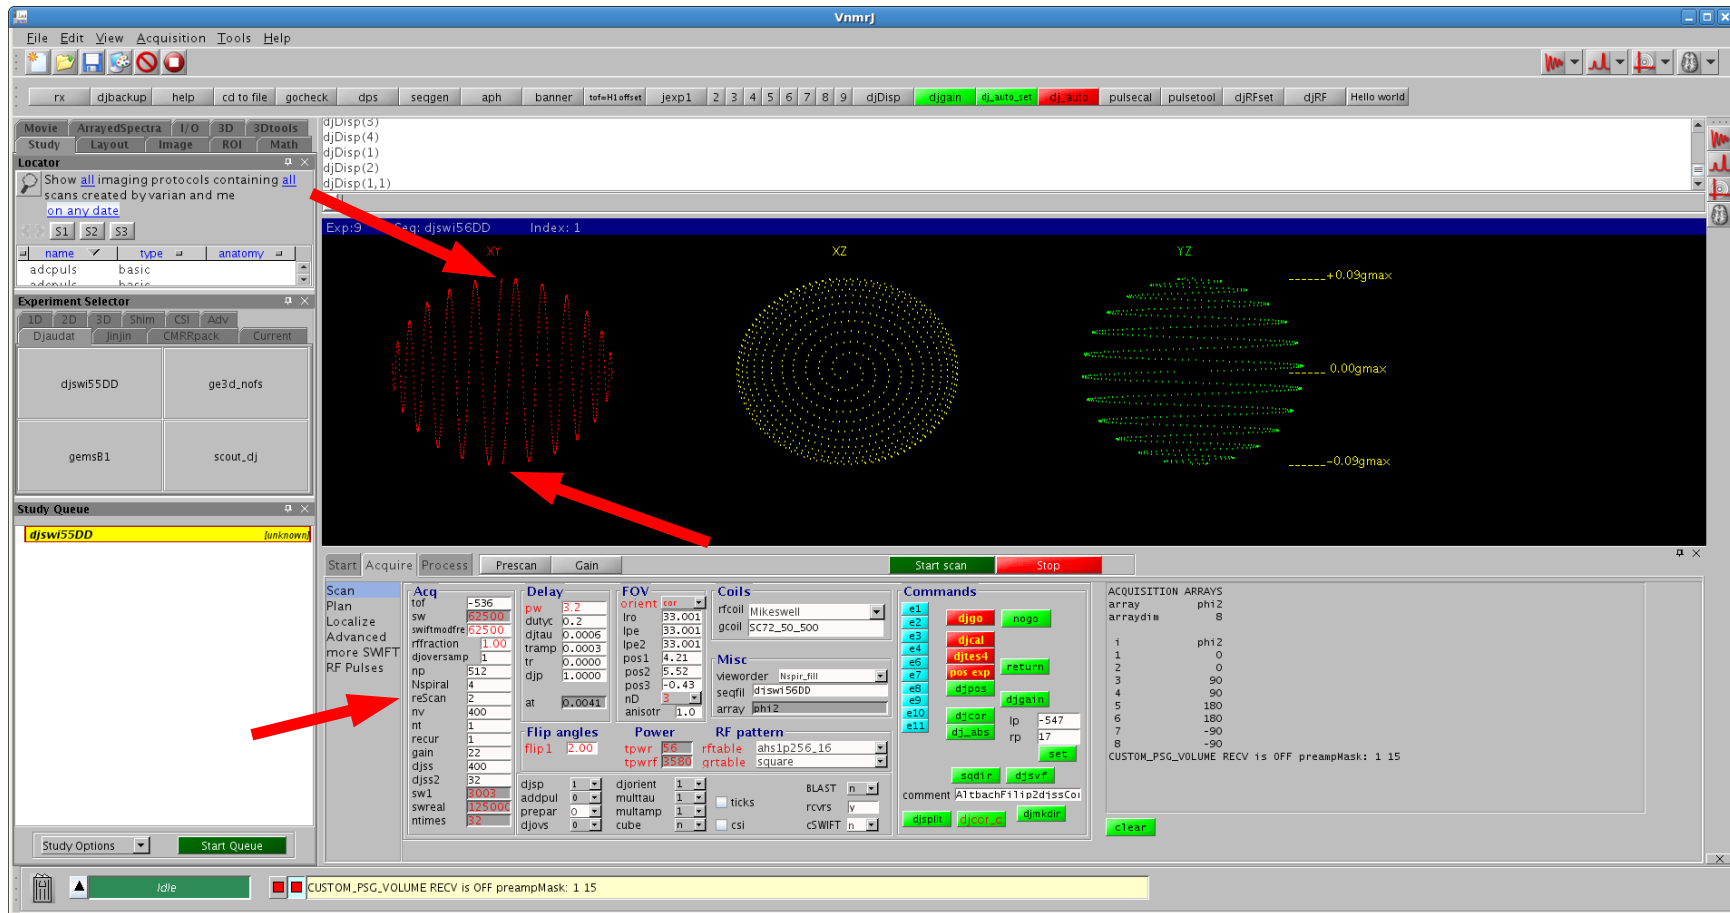 VnmrJ
File Edit View Acquisition Tools Help
rx djbackup help cd to file gocheck dps seqgen aph banner tof=H1offset jexp1 2 3 4 5 6 7 8 9 djDisp djgain dj_auto_set dj_auto pulsecal pulsetool djRFset djRF Hello world
Movie ArrayedSpectra I/O 3D 3Dtools
Study Layout Image ROI Math
Locator
Show all imaging protocols containing all
scans created by varian and me
on any date
S1 S2 S3
name type anatomy
adcpuls basic
adcpuls basic
Experiment Selector
1D 2D 3D Shim CSI Adv
Djaudat Jinjin CMRRpack Current
djswi55DD ge3d_nofs
gemsB1 scout_dj
Study Queue
djswi55DD [unknown]
Study Options Start Queue
djDisp(3)
djDisp(4)
djDisp(1)
djDisp(2)
djDisp(1,1)
Exp:9 Seq: djswi56DD Index: 1
XY XZ YZ
+0.09gmax
0.00gmax
-0.09gmax
Start Acquire Process Prescan Gain Start scan Stop
Scan
Plan
Localize
Advanced
more SWIFT
RF Pulses
Acq
tof -536
sw 62500
swiftmodfre 62500
rffraction 1.00
djoversamp 1
np 512
Nspiral 4
reScan 2
nv 400
nt 1
recur 1
gain 22
djss 400
djss2 32
sw1 3003
swreal 125000
ntimes 32
Delay
pw 3.2
dutyc 0.2
djtau 0.0006
tramp 0.0003
tr 0.0000
djp 1.0000
at 0.0041
FOV
orient cor
lro 33.001
lpe 33.001
lpe2 33.001
pos1 4.21
pos2 5.52
pos3 -0.43
nD 3
anisotr 1.0
Coils
rfcoil Mikeswell
gcoil SC72_50_500
Misc
vieworder Nspir_fill
seqfil djswi56DD
array phi2
Flip angles
flip1 2.00
Power
tpwr 56
tpwrf 3580
RF pattern
rftable ahs1p256_16
grtable square
djsp 1
addpul 0
prepar 0
djovs 0
djorient 1
multtau 1
multamp 1
cube n
ticks
csi
BLAST n
rcvrs y
cSWIFT n
Commands
e1
e2
e3
e4
e6
e7
e8
e9
e10
e11
djgo nogo
djcal
djtes4
pos exp return
djpos
djgain
djcor lp -547
dj_abs rp 17
set
sqdir djsvf
comment AltbachFilip2djssCo
djsplit djcor_c djmkdir
ACQUISITION ARRAYS
array phi2
arraydim 8
i phi2
1 0
2 0
3 90
4 90
5 180
6 180
7 -90
8 -90
CUSTOM_PSG_VOLUME RECV is OFF preampMask: 1 15
clear
Idle
CUSTOM_PSG_VOLUME RECV is OFF preampMask: 1 15